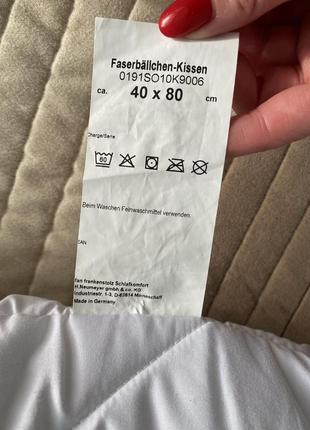 Faserbällchen-Kissen
0191SO10K9006
ca. 40 x 80 cm
Charge/Serie
60
Beim Waschen Feinwaschmittel verwenden.
EAN
fan frankenstolz Schlafkomfort
H.Neumeyer gmbh & co. KG
Industriestr. 1-3, D-63814 Mainaschaff
Made in Germany